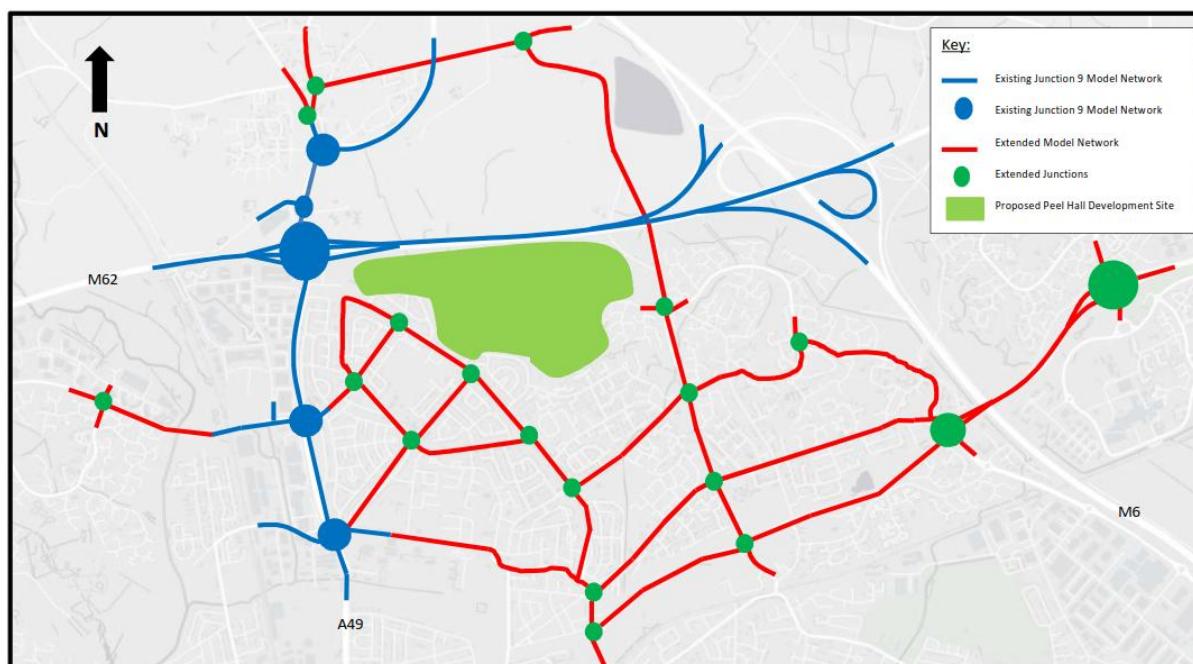 N
Key:
Existing Junction 9 Model Network
Existing Junction 9 Model Network
Extended Model Network
Extended Junctions
Proposed Peel Hall Development Site
M62
M6
A49